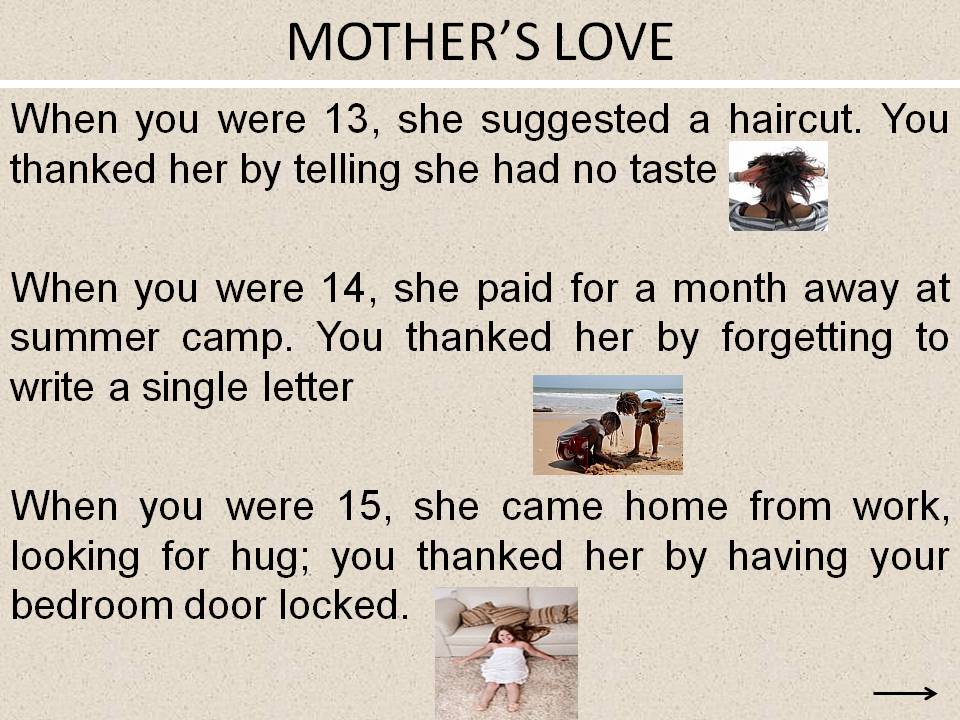 MOTHER’S LOVE
When you were 13, she suggested a haircut. You
thanked her by telling she had no taste
When you were 14, she paid for a month away at
summer camp. You thanked her by forgetting to
write a single letter
When you were 15, she came home from work,
looking for hug; you thanked her by having your
bedroom door locked.